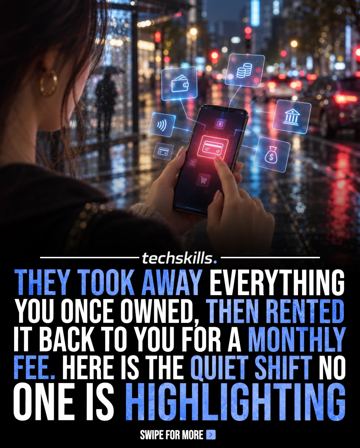 techskills.
THEY TOOK AWAY EVERYTHING
YOU ONCE OWNED, THEN RENTED
IT BACK TO YOU FOR A MONTHLY
FEE. HERE IS THE QUIET SHIFT NO
ONE IS HIGHLIGHTING
SWIPE FOR MORE